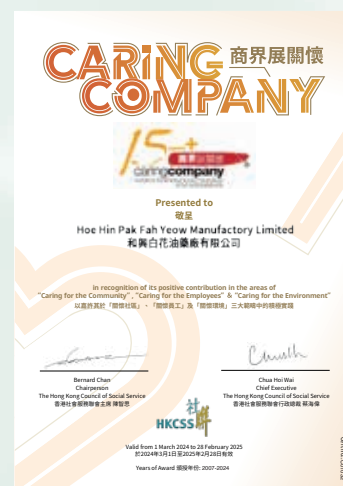 CARING 商界展關懷
COMPANY
15+
caringcompany
Presented to
敬呈
Hoe Hin Pak Fah Yeow Manufactory Limited
和興白花油藥廠有限公司
in recognition of its positive contribution in the areas of
"Caring for the Community", "Caring for the Employees" & "Caring for the Environment"
以嘉許其於「關懷社區」、「關懷員工」及「關懷環境」三大範疇中的積極實踐
Bernard Chan
Chairperson
The Hong Kong Council of Social Service
香港社會服務聯會主席 陳智思
Chua Hoi Wai
Chief Executive
The Hong Kong Council of Social Service
香港社會服務聯會行政總裁 蔡海偉
社聯
HKCSS
Valid from 1 March 2024 to 28 February 2025
於2024年3月1日至2025年2月28日有效
Years of Award 頒授年份: 2007-2024